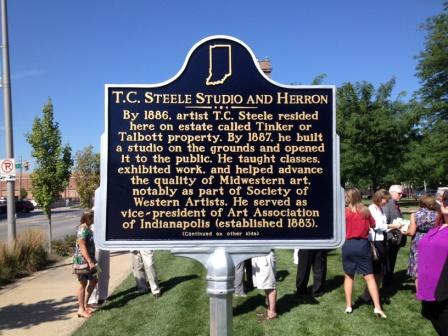 T.C. STEELE STUDIO AND HERRON
By 1886, artist T.C. Steele resided
here on estate called Tinker or
Talbott property. By 1887, he built
a studio on the grounds and opened
it to the public. He taught classes,
exhibited work, and helped advance
the quality of Midwestern art,
notably as part of Society of
Western Artists. He served as
vice-president of Art Association
of Indianapolis (established 1883).
(Continued on other side)
P